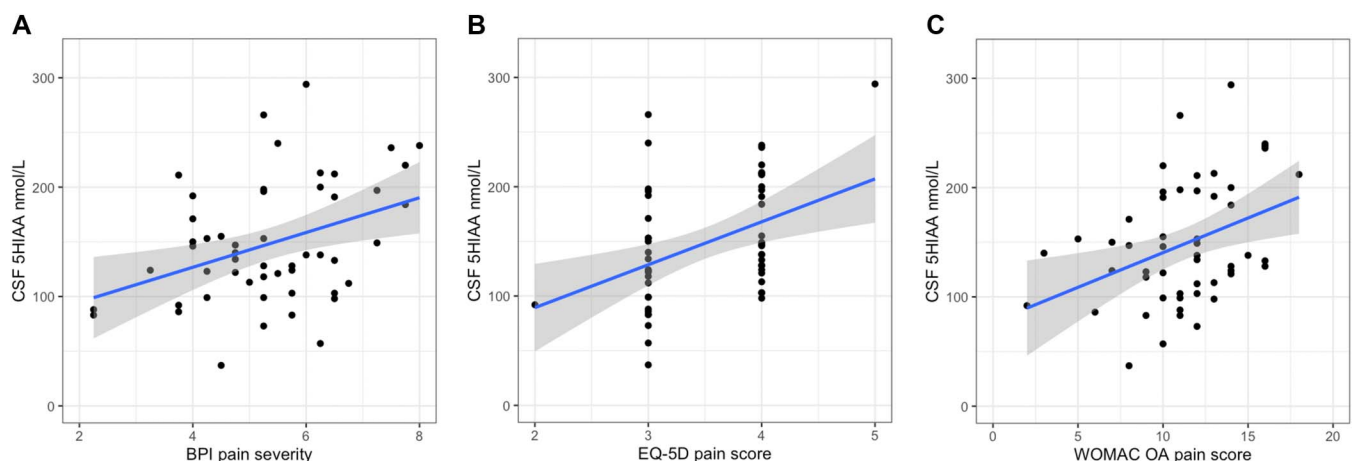 A
CSF 5HIAA nmol/L
300
200
100
0
2
4
6
8
BPI pain severity
B
CSF 5HIAA nmol/L
300
200
100
0
2
3
4
5
EQ-5D pain score
C
CSF 5HIAA nmol/L
300
200
100
0
0
5
10
15
20
WOMAC OA pain score